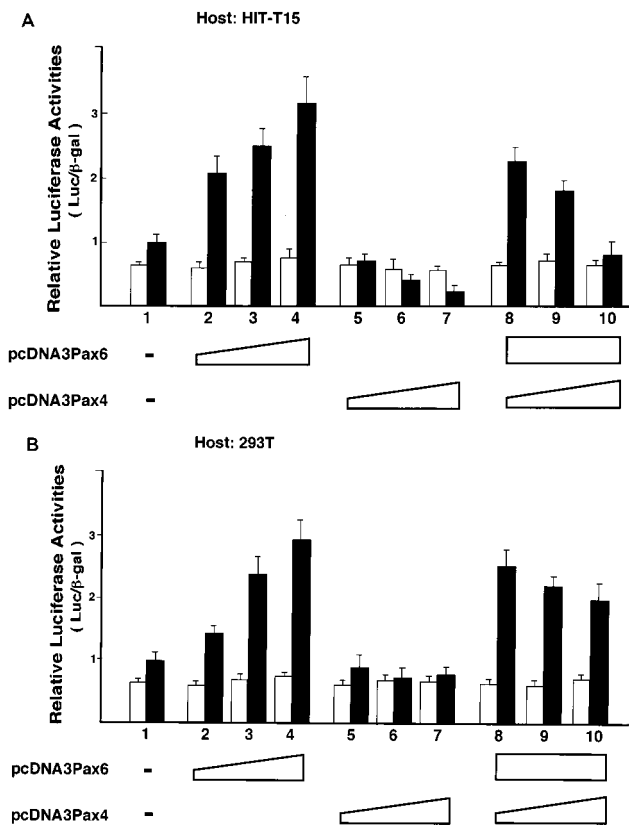 A
Host: HIT-T15
Relative Luciferase Activities
( Luc/β-gal )
3
2
1
1 2 3 4 5 6 7 8 9 10
pcDNA3Pax6 -
pcDNA3Pax4 -
B
Host: 293T
Relative Luciferase Activities
( Luc/β-gal )
3
2
1
1 2 3 4 5 6 7 8 9 10
pcDNA3Pax6 -
pcDNA3Pax4 -